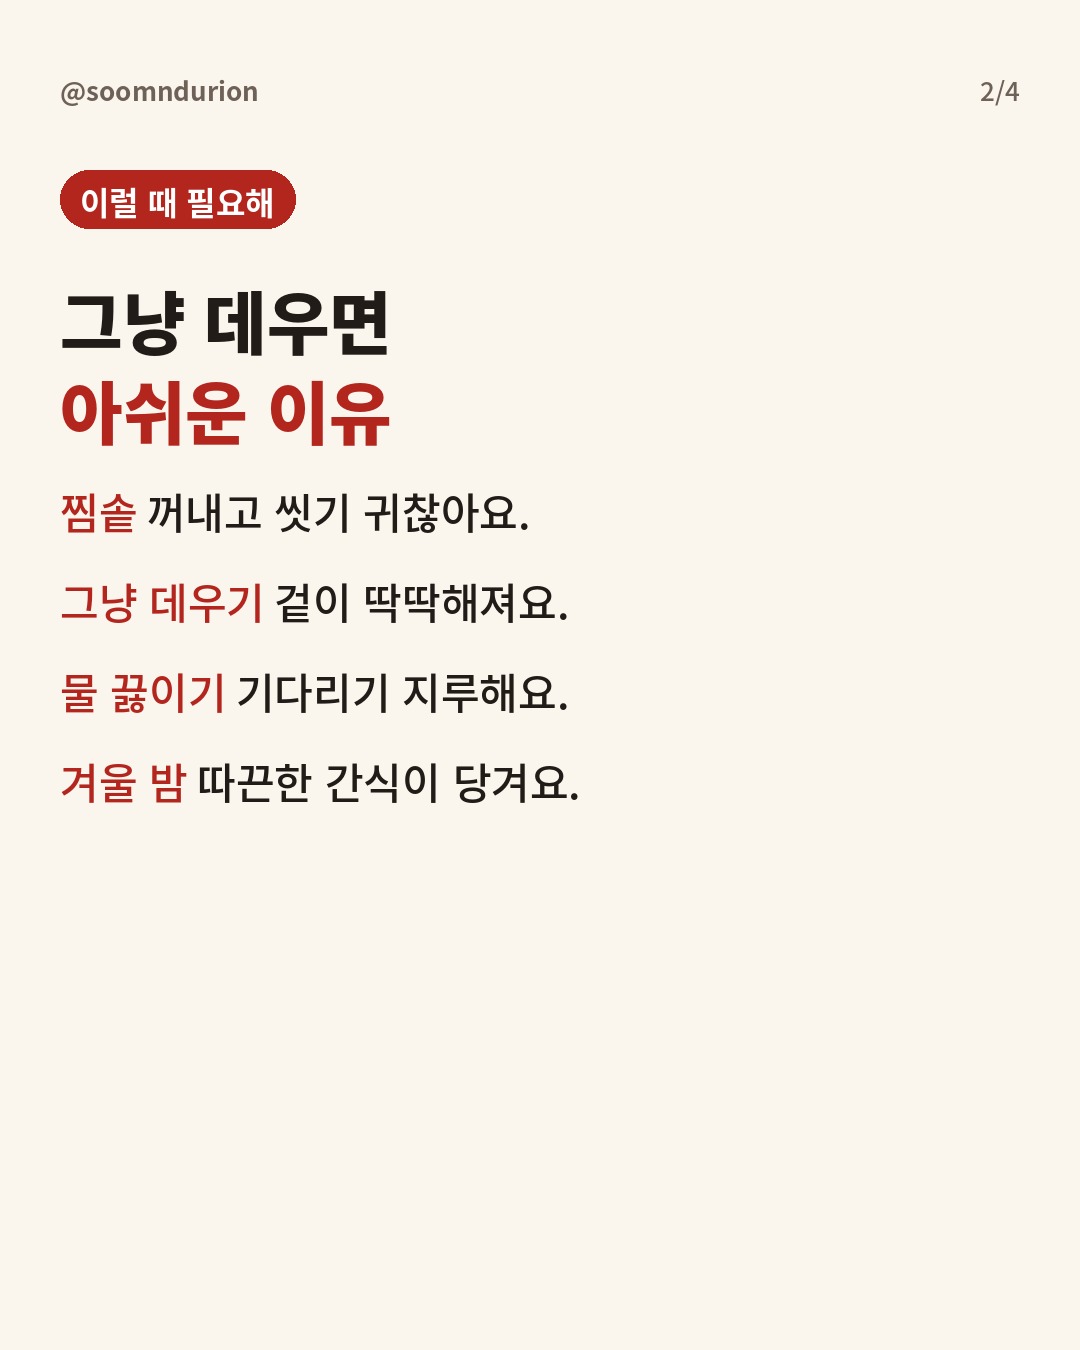 @soomndurion
2/4
이럴 때 필요해
그냥 데우면
아쉬운 이유
찜솥 꺼내고 씻기 귀찮아요.
그냥 데우기 겉이 딱딱해져요.
물 끓이기 기다리기 지루해요.
겨울 밤 따끈한 간식이 당겨요.